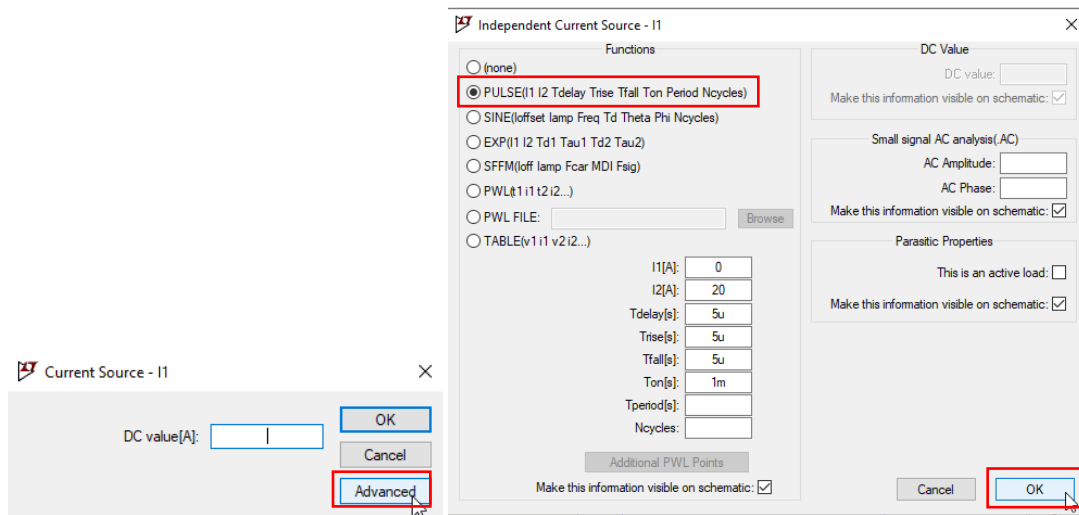 Current Source - I1
DC value[A]:
OK
Cancel
Advanced
Independent Current Source - I1
Functions
(none)
PULSE(I1 I2 Tdelay Trise Tfall Ton Period Ncycles)
SINE(Ioffset Iamp Freq Td Theta Phi Ncycles)
EXP(I1 I2 Td1 Tau1 Td2 Tau2)
SFFM(Ioff Iamp Fcar MDI Fsig)
PWL(t1 i1 t2 i2...)
PWL FILE: Browse
TABLE(v1 i1 v2 i2...)
I1[A]: 0
I2[A]: 20
Tdelay[s]: 5u
Trise[s]: 5u
Tfall[s]: 5u
Ton[s]: 1m
Tperiod[s]:
Ncycles:
Additional PWL Points
Make this information visible on schematic:
DC Value
DC value:
Make this information visible on schematic:
Small signal AC analysis(.AC)
AC Amplitude:
AC Phase:
Make this information visible on schematic:
Parasitic Properties
This is an active load:
Make this information visible on schematic:
Cancel
OK